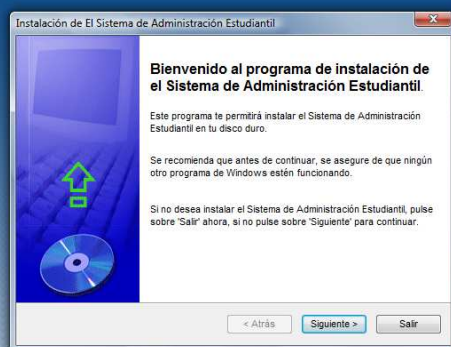 Instalación de El Sistema de Administración Estudiantil
Bienvenido al programa de instalación de
el Sistema de Administración Estudiantil.
Este programa te permitirá instalar el Sistema de Administración
Estudiantil en tu disco duro.
Se recomienda que antes de continuar, se asegure de que ningún
otro programa de Windows estén funcionando.
Si no desea instalar el Sistema de Administración Estudiantil, pulse
sobre 'Salir' ahora, si no pulse sobre 'Siguiente' para continuar.
< Atrás
Siguiente >
Salir